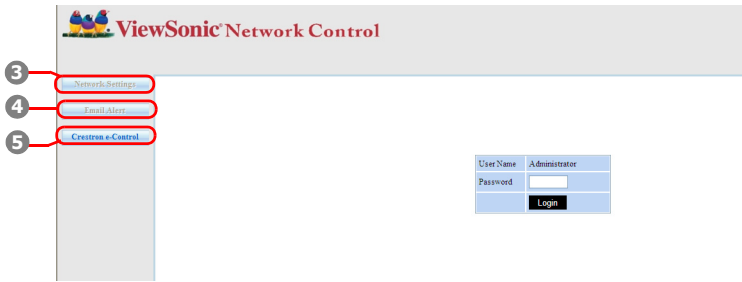 ViewSonic® Network Control
3
Network Settings
4
Email Alert
5
Crestron e-Control
User Name Administrator
Password
Login